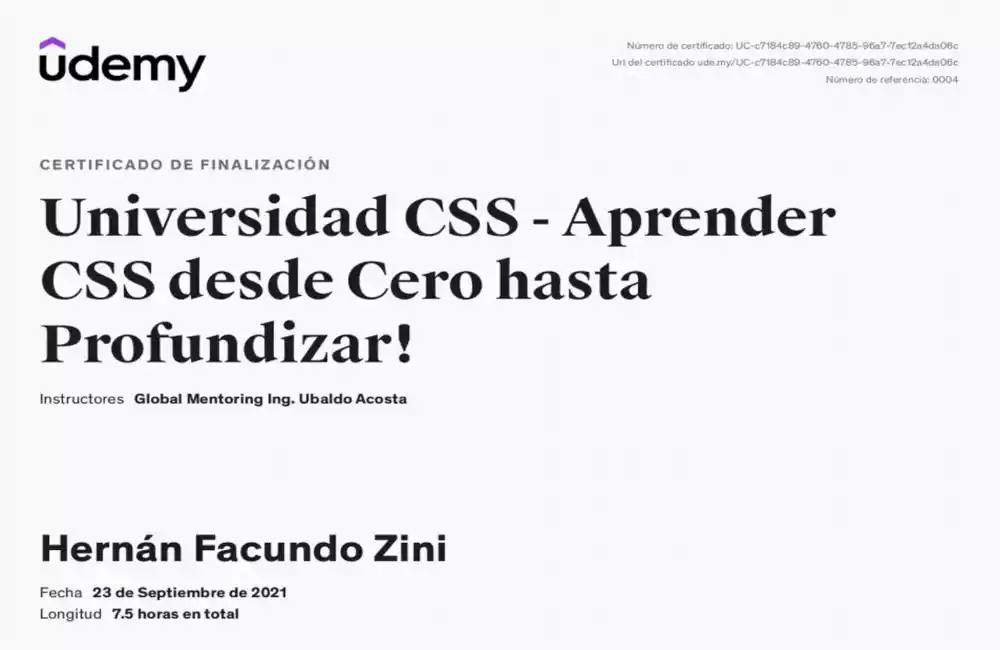 udemy
Número de certificado: UC-c7184c89-4760-4785-96a7-7ec12a4da06c
Url del certificado ude.my/UC-c7184c89-4760-4785-96a7-7ec12a4da06c
Número de referencia: 0004
CERTIFICADO DE FINALIZACIÓN
Universidad CSS - Aprender
CSS desde Cero hasta
Profundizar!
Instructores Global Mentoring Ing. Ubaldo Acosta
Hernán Facundo Zini
Fecha 23 de Septiembre de 2021
Longitud 7.5 horas en total